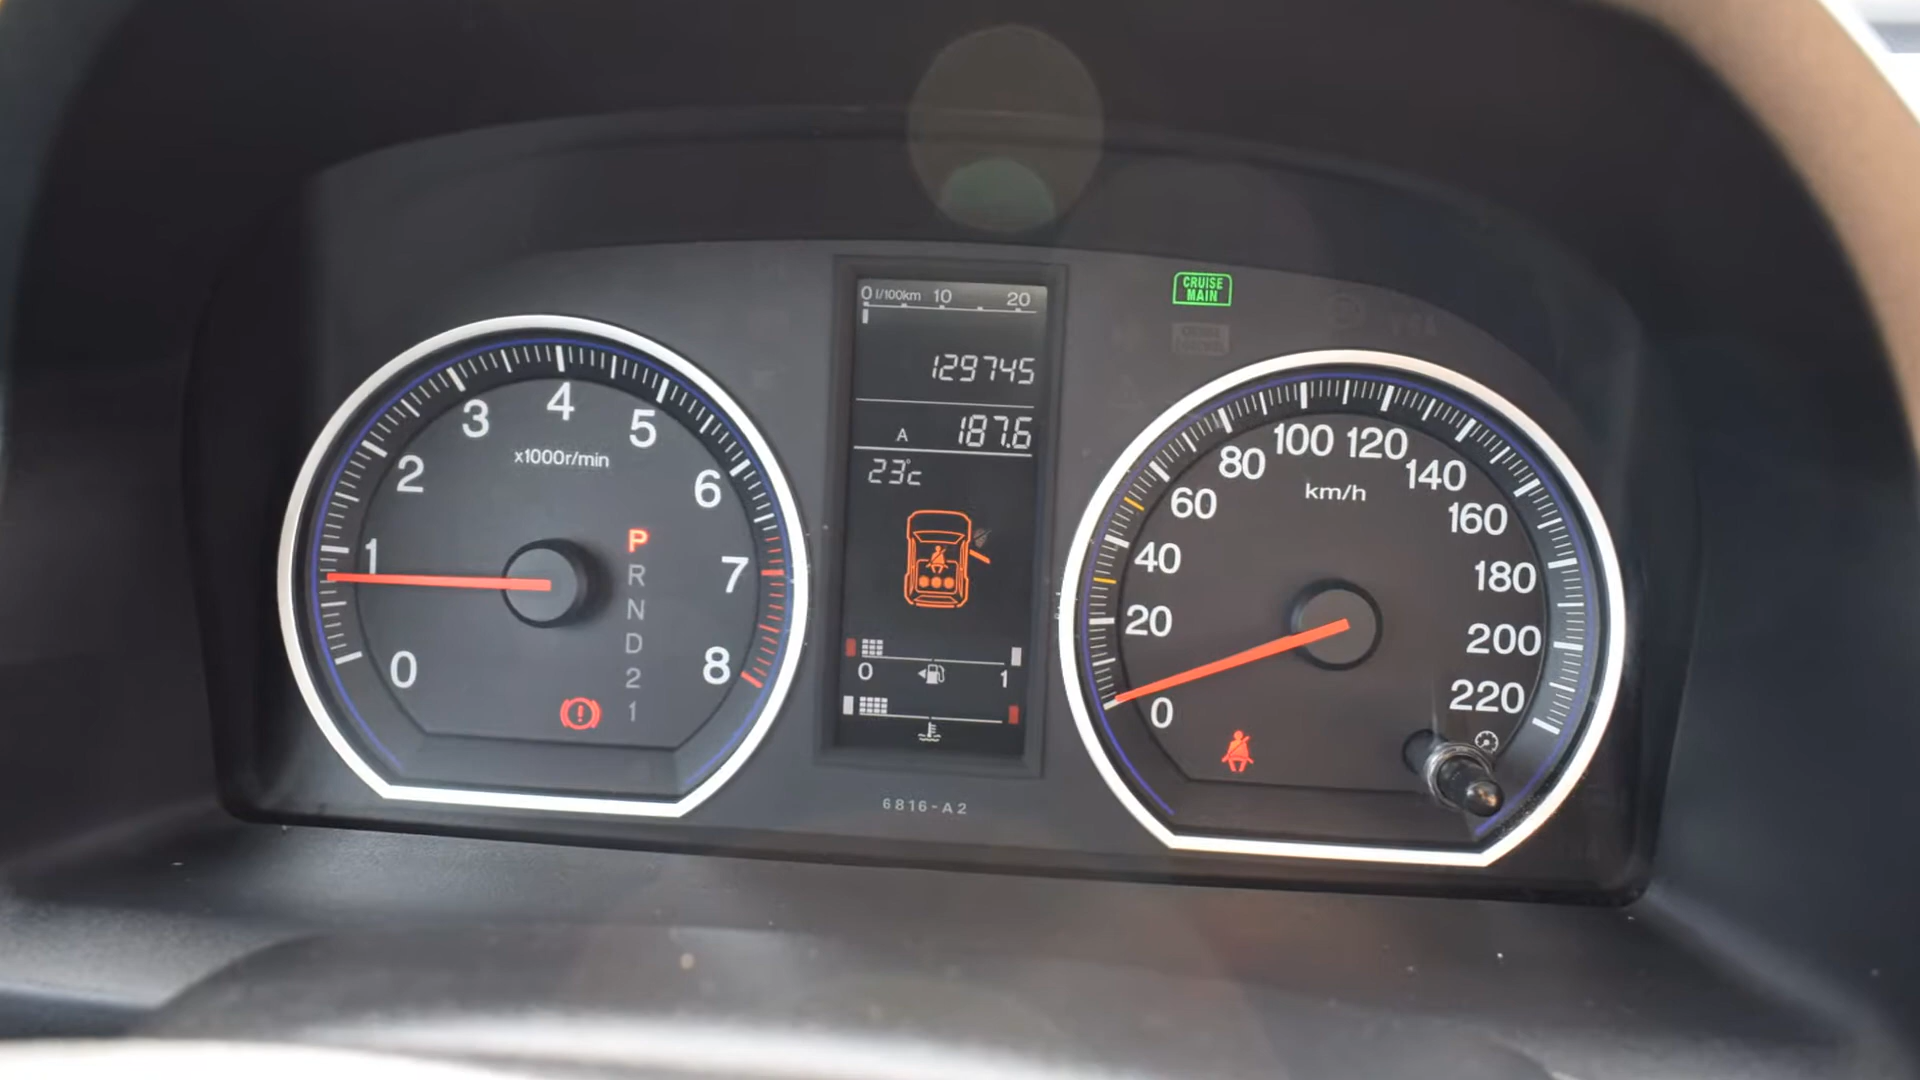 0 l/100km 10 20
129745
A 187.6
23°c
0 1
6816-A2
0 1 2 3 4 5 6 7 8
x1000r/min
P
R
N
D
2
1
CRUISE
MAIN
0 20 40 60 80 100 120 140 160 180 200 220
km/h